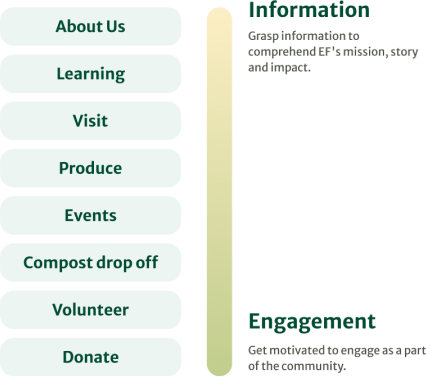 About Us
Learning
Visit
Produce
Events
Compost drop off
Volunteer
Donate
Information
Grasp information to
comprehend EF's mission, story
and impact.
Engagement
Get motivated to engage as a part
of the community.